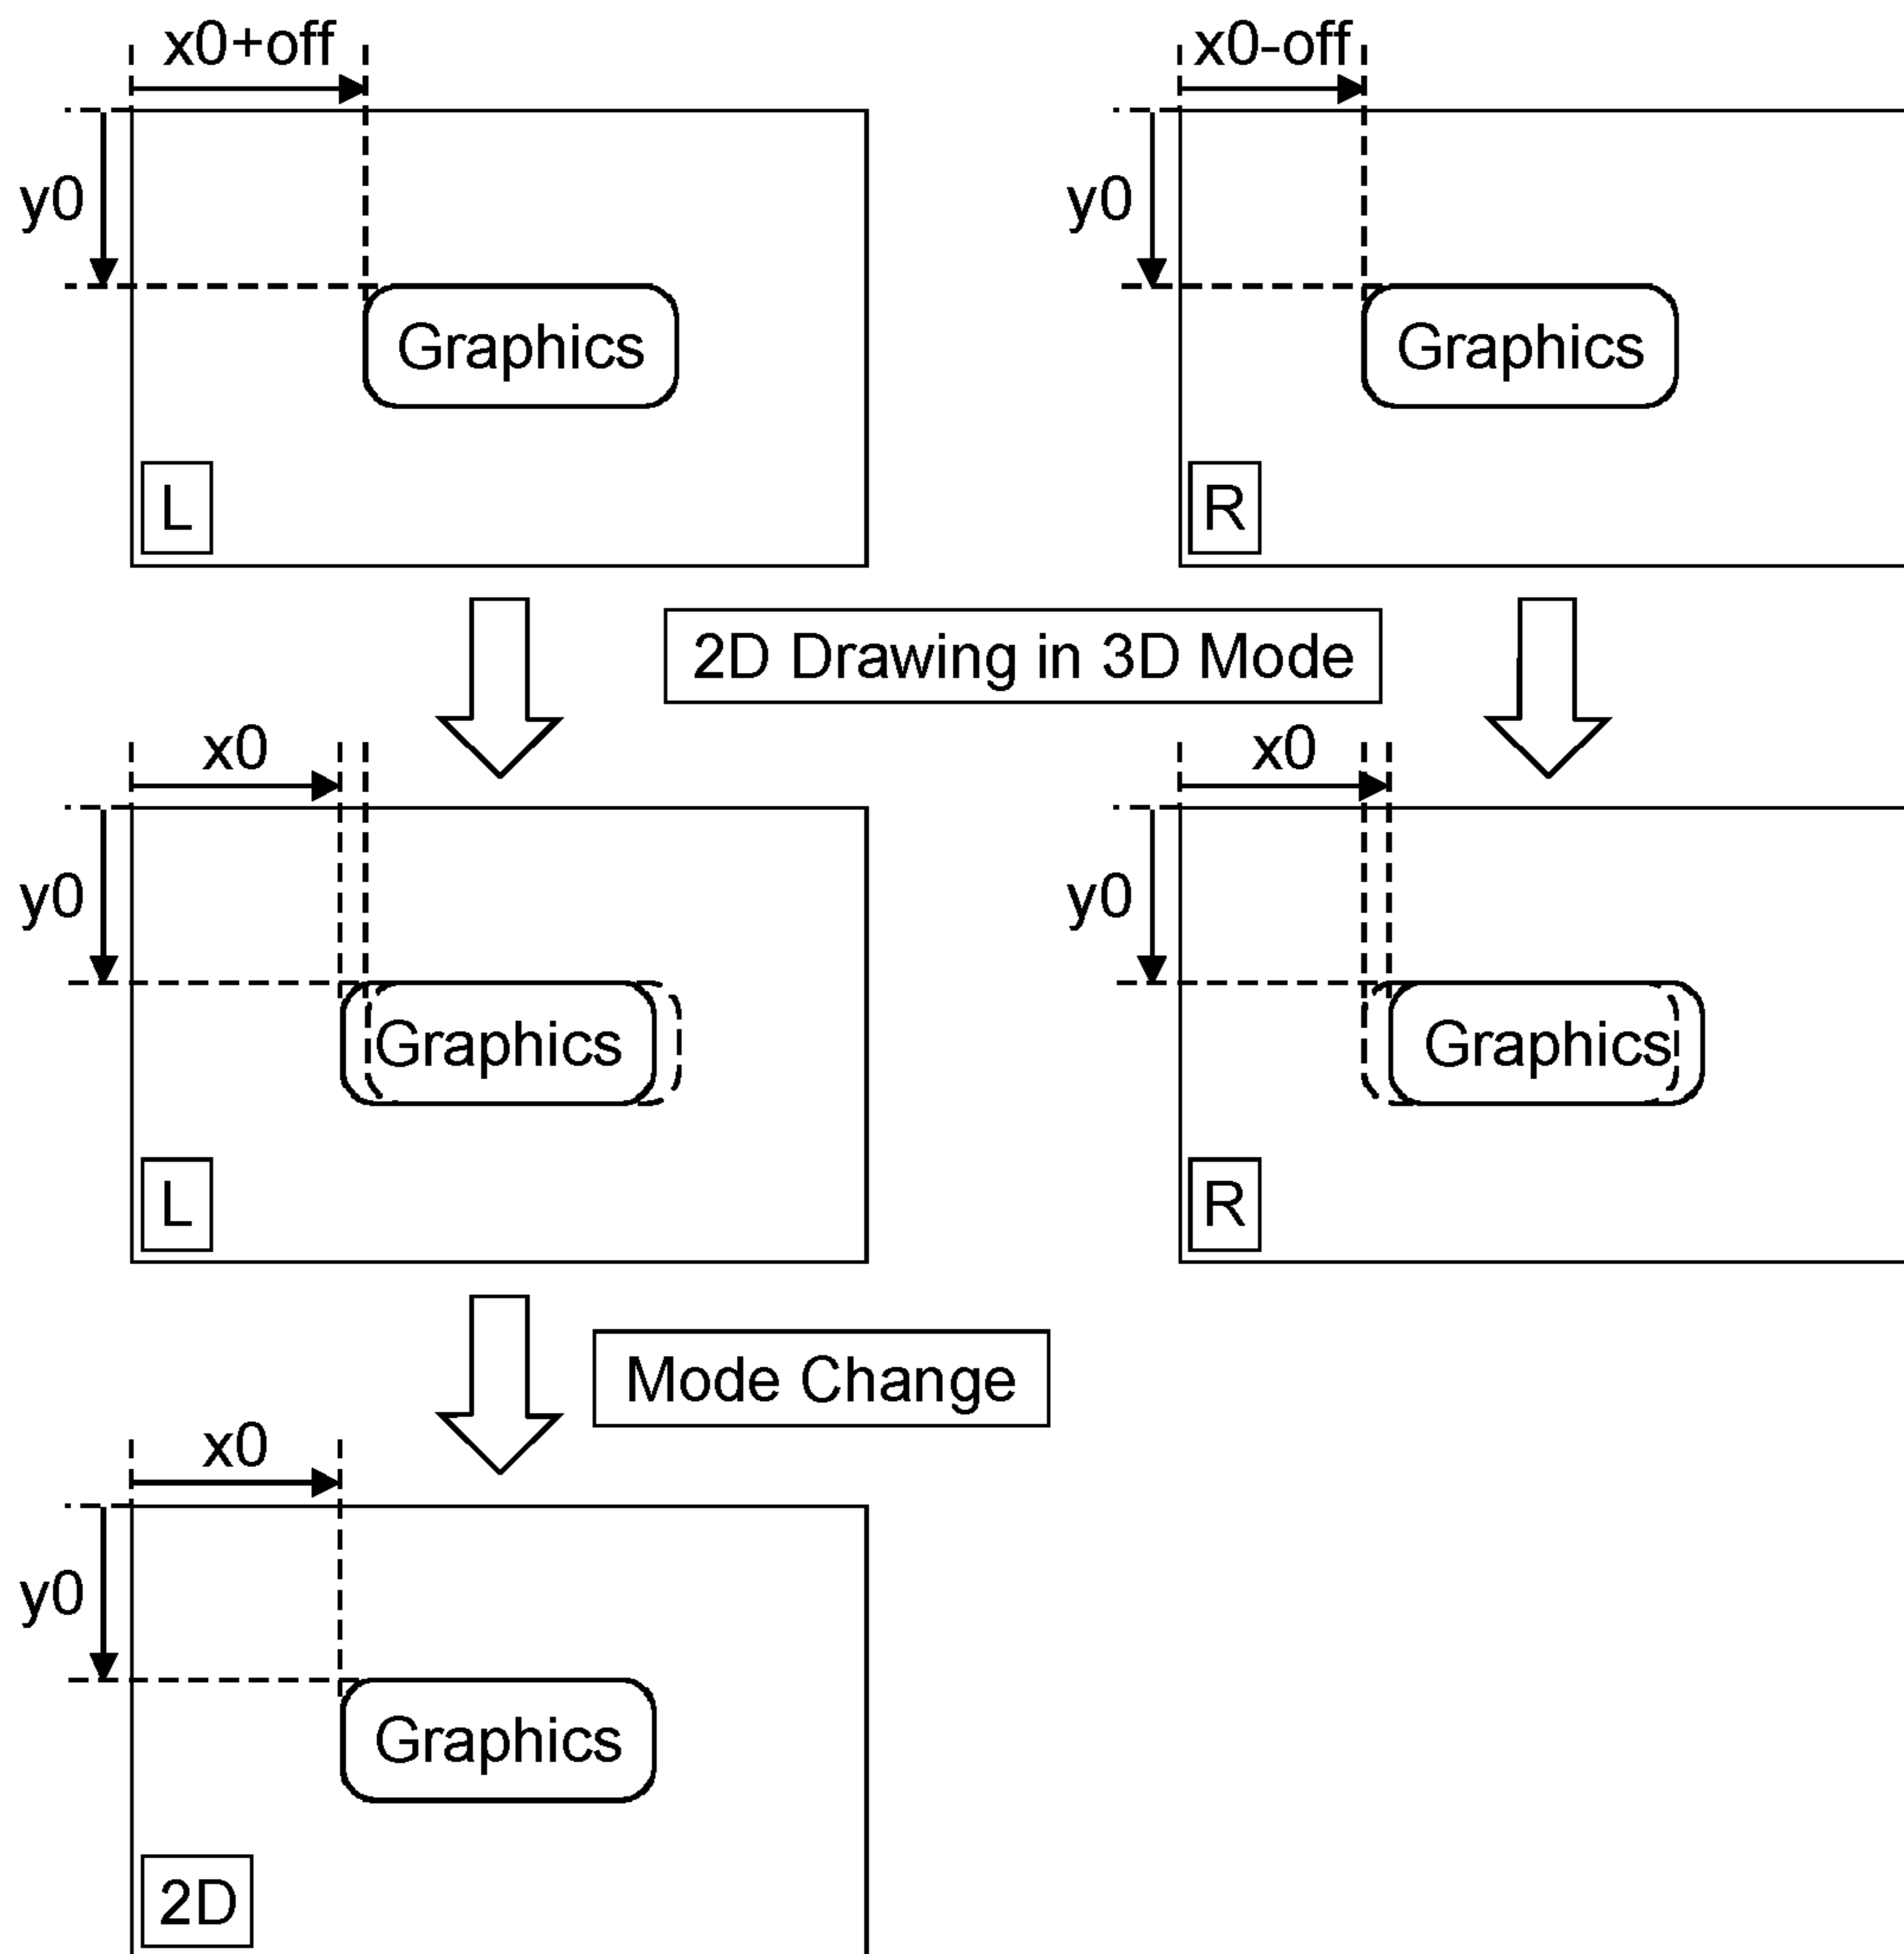 x0+off
x0-off
y0
y0
Graphics
Graphics
L
R
2D Drawing in 3D Mode
x0
x0
y0
y0
Graphics
Graphics
L
R
Mode Change
x0
y0
Graphics
2D